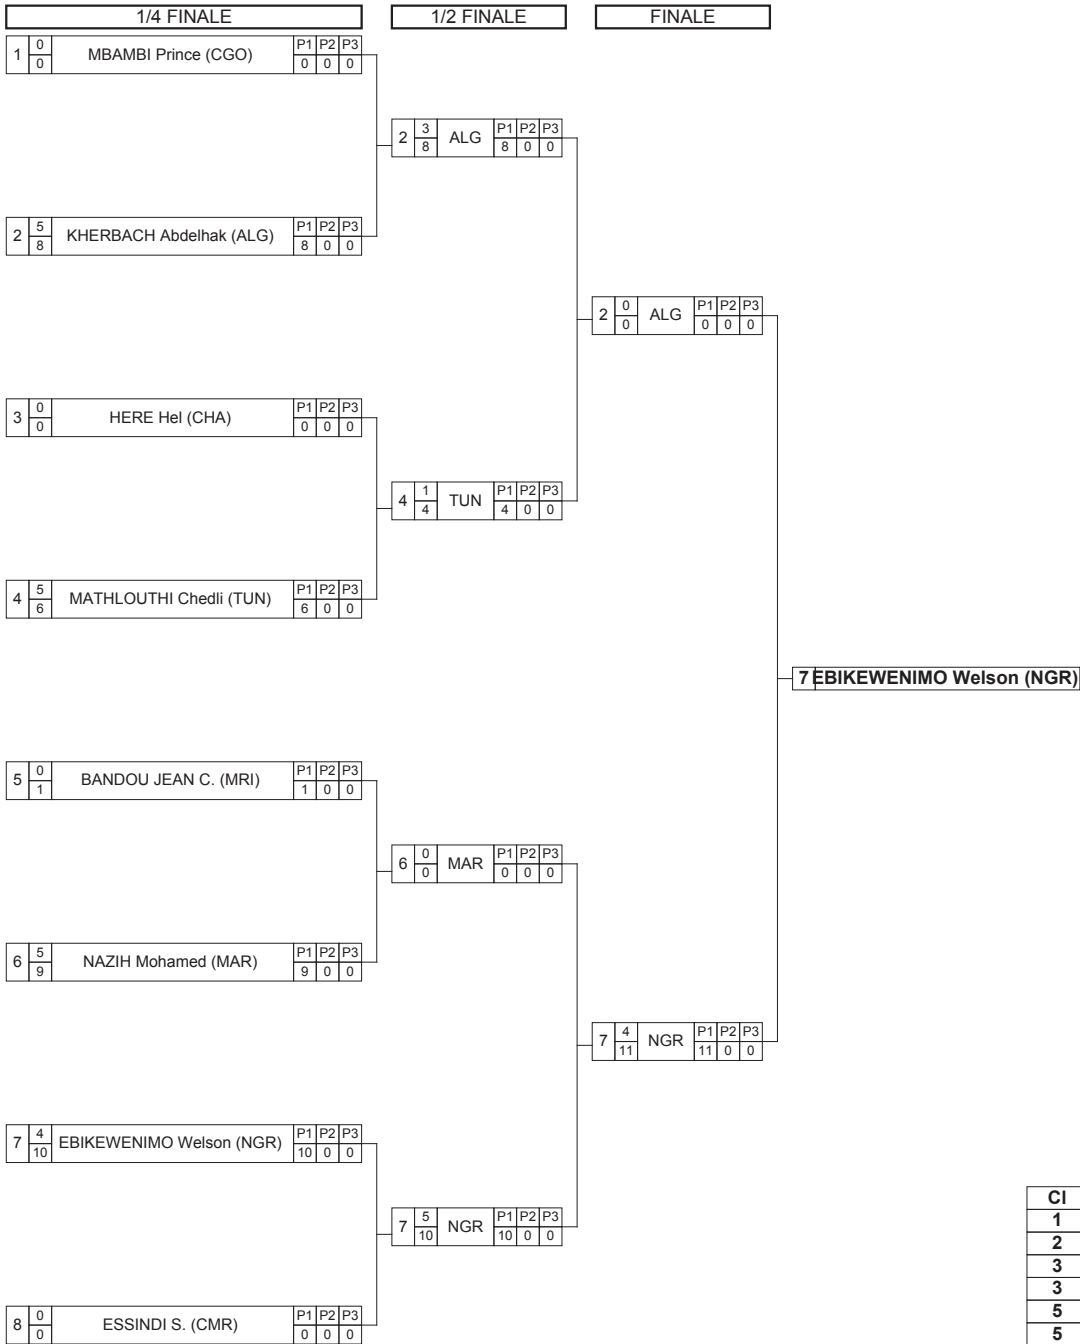 1/4 FINALE 1/2 FINALE FINALE
1 0 0 MBAMBI Prince (CGO) P1 P2 P3 0 0 0
2 3 8 ALG P1 P2 P3 8 0 0
2 5 8 KHERBACH Abdelhak (ALG) P1 P2 P3 8 0 0
2 0 0 ALG P1 P2 P3 0 0 0
3 0 0 HERE Hel (CHA) P1 P2 P3 0 0 0
4 1 4 TUN P1 P2 P3 4 0 0
4 5 6 MATHLOUTHI Chedli (TUN) P1 P2 P3 6 0 0
7 EBIKEWENIMO Welson (NGR)
5 0 1 BANDOU JEAN C. (MRI) P1 P2 P3 1 0 0
6 0 0 MAR P1 P2 P3 0 0 0
6 5 9 NAZIH Mohamed (MAR) P1 P2 P3 9 0 0
7 4 11 NGR P1 P2 P3 11 0 0
7 4 10 EBIKEWENIMO Welson (NGR) P1 P2 P3 10 0 0
7 5 10 NGR P1 P2 P3 10 0 0
8 0 0 ESSINDI S. (CMR) P1 P2 P3 0 0 0
Cl
1
2
3
3
5
5